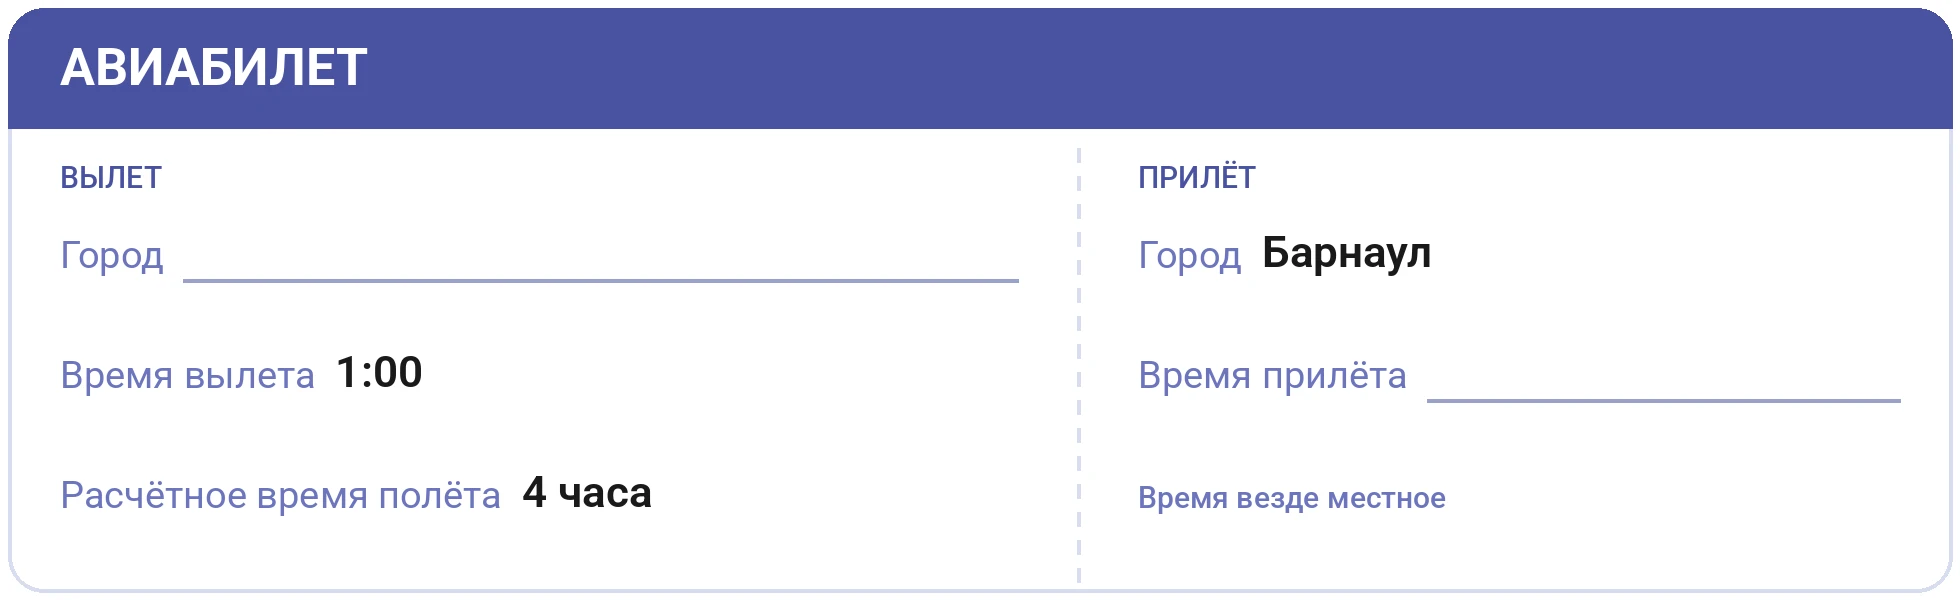 АВИАБИЛЕТ
ВЫЛЕТ
Город
Время вылета 1:00
Расчётное время полёта 4 часа
ПРИЛЁТ
Город Барнаул
Время прилёта
Время везде местное